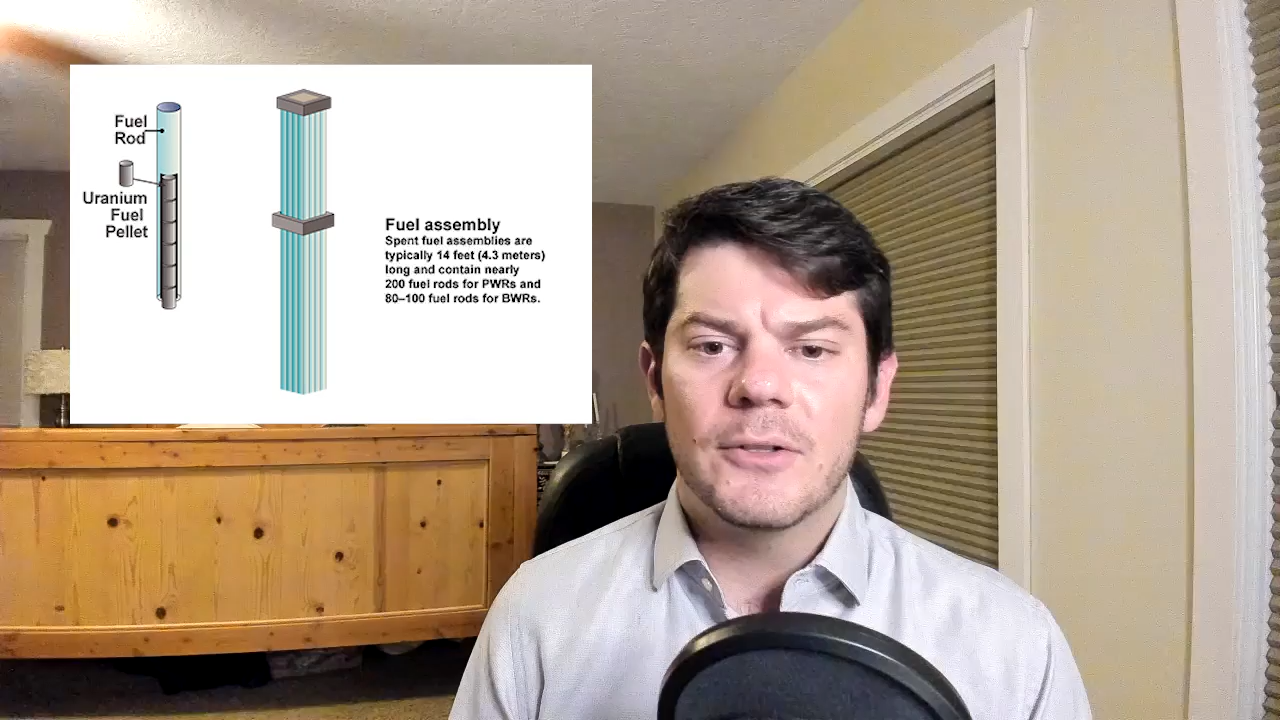 Fuel
Rod
Uranium
Fuel
Pellet
Fuel assembly
Spent fuel assemblies are
typically 14 feet (4.3 meters)
long and contain nearly
200 fuel rods for PWRs and
80–100 fuel rods for BWRs.